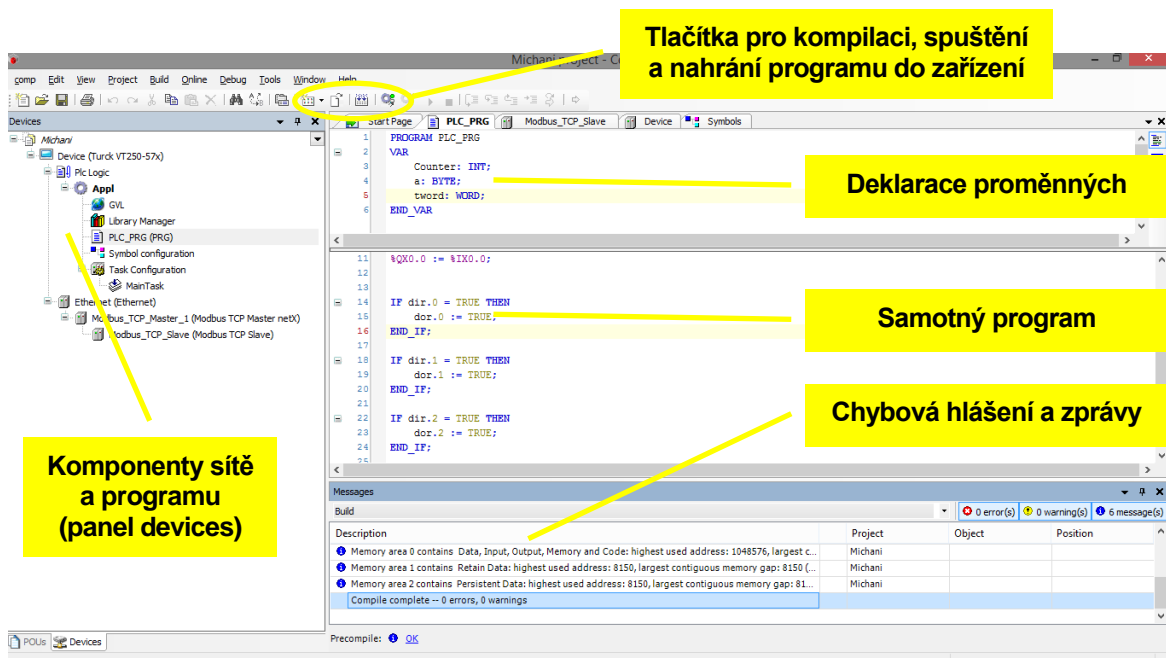 Tlačítka pro kompilaci, spuštění
a nahrání programu do zařízení
Michani.project - C
comp Edit View Project Build Online Debug Tools Window Help
Devices
Michani
Device (Turck VT250-57x)
Plc Logic
Appl
GVL
Library Manager
PLC_PRG (PRG)
Symbol configuration
Task Configuration
MainTask
Ethernet (Ethernet)
Modbus_TCP_Master_1 (Modbus TCP Master netX)
Modbus_TCP_Slave (Modbus TCP Slave)
Komponenty sítě
a programu
(panel devices)
POUs Devices
Start Page PLC_PRG Modbus_TCP_Slave Device Symbols
1 PROGRAM PLC_PRG
2 VAR
3 Counter: INT;
4 a: BYTE;
5 tword: WORD;
6 END_VAR
Deklarace proměnných
11 %QX0.0 := %IX0.0;
12
13
14 IF dir.0 = TRUE THEN
15 dor.0 := TRUE;
16 END_IF;
17
18 IF dir.1 = TRUE THEN
19 dor.1 := TRUE;
20 END_IF;
21
22 IF dir.2 = TRUE THEN
23 dor.2 := TRUE;
24 END_IF;
25
Samotný program
Chybová hlášení a zprávy
Messages
Build 0 error(s) 0 warning(s) 6 message(s)
Description Project Object Position
Memory area 0 contains Data, Input, Output, Memory and Code: highest used address: 1048576, largest c... Michani
Memory area 1 contains Retain Data: highest used address: 8150, largest contiguous memory gap: 8150 (... Michani
Memory area 2 contains Persistent Data: highest used address: 8150, largest contiguous memory gap: 81... Michani
Compile complete -- 0 errors, 0 warnings
Precompile: OK